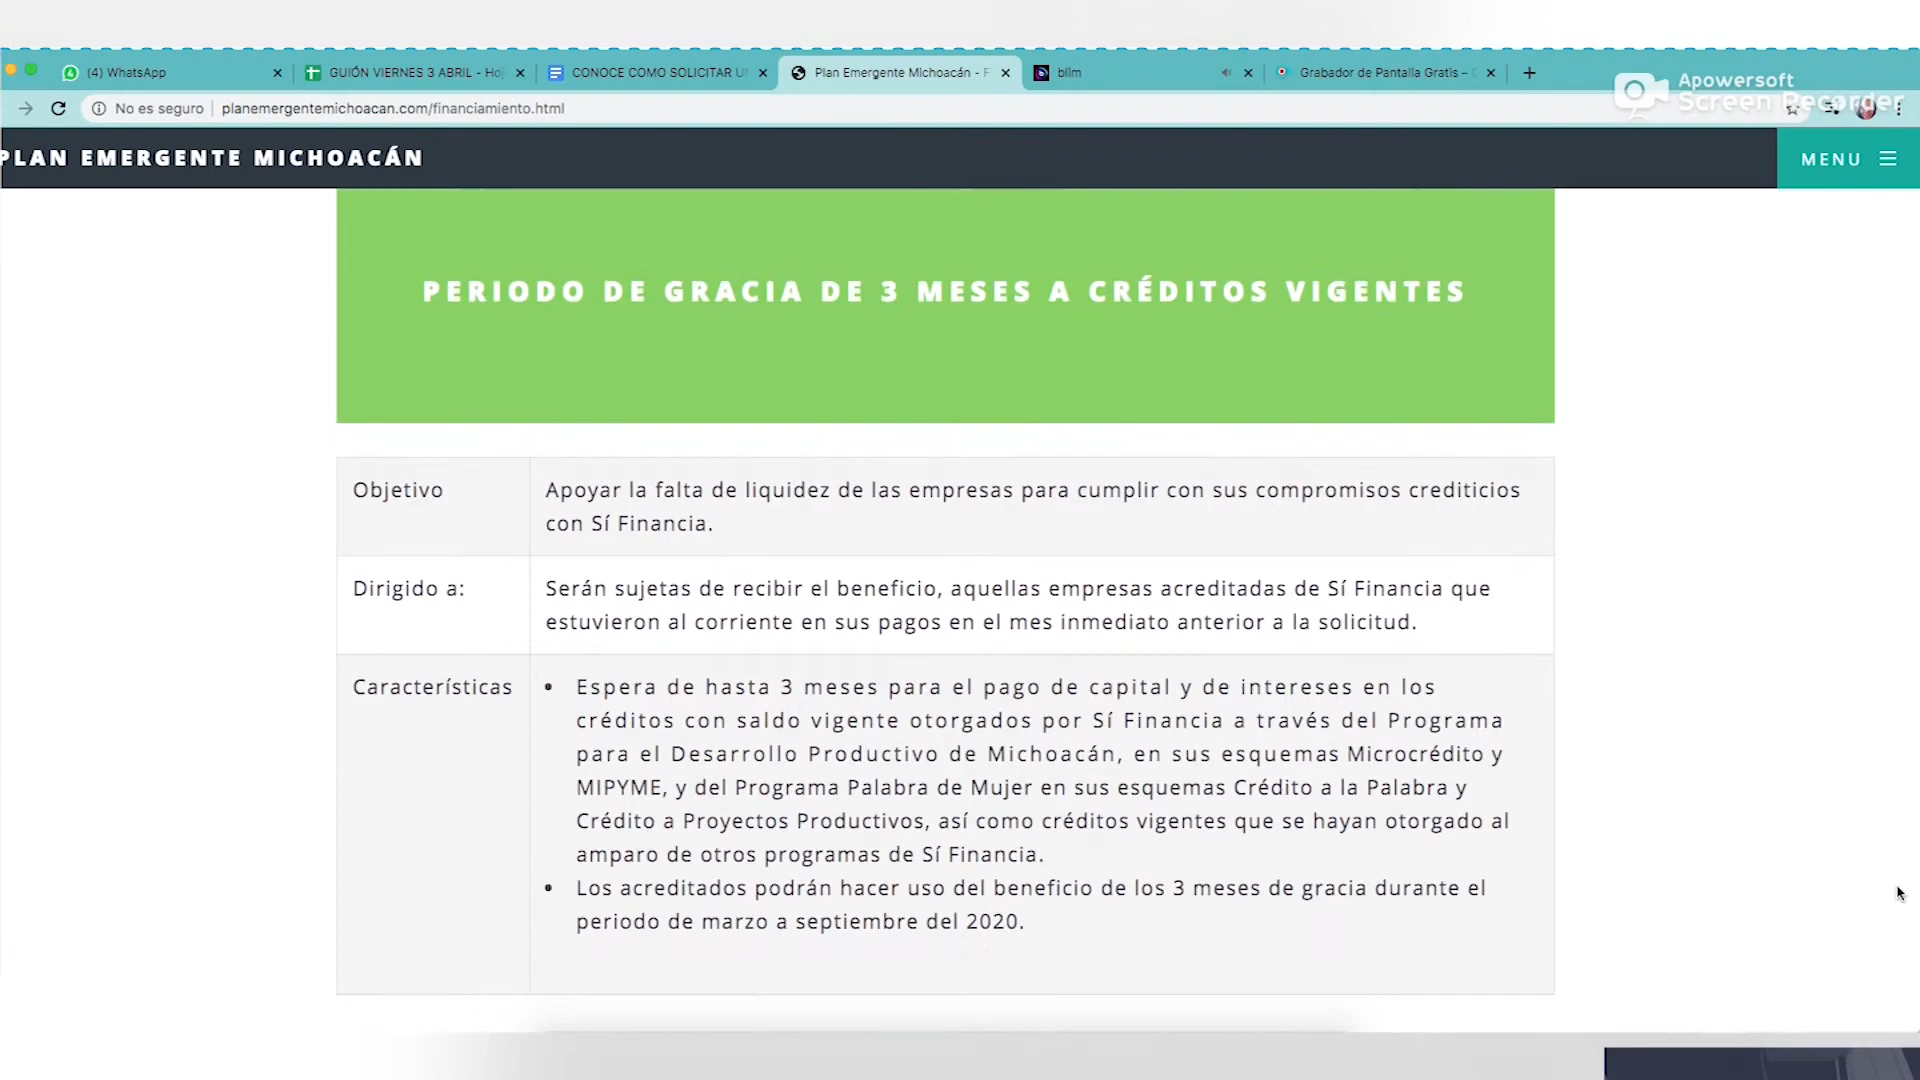 (4) WhatsApp
GUIÓN VIERNES 3 ABRIL - Ho
CONOCE COMO SOLICITAR U
Plan Emergente Michoacán - F
blim
Grabador de Pantalla Gratis –
No es seguro
planemergentemichoacan.com/financiamiento.html
Apowersoft
Screen Recorder
PLAN EMERGENTE MICHOACÁN
MENU
PERIODO DE GRACIA DE 3 MESES A CRÉDITOS VIGENTES
Objetivo
Apoyar la falta de liquidez de las empresas para cumplir con sus compromisos crediticios
con Sí Financia.
Dirigido a:
Serán sujetas de recibir el beneficio, aquellas empresas acreditadas de Sí Financia que
estuvieron al corriente en sus pagos en el mes inmediato anterior a la solicitud.
Características
• Espera de hasta 3 meses para el pago de capital y de intereses en los
créditos con saldo vigente otorgados por Sí Financia a través del Programa
para el Desarrollo Productivo de Michoacán, en sus esquemas Microcrédito y
MIPYME, y del Programa Palabra de Mujer en sus esquemas Crédito a la Palabra y
Crédito a Proyectos Productivos, así como créditos vigentes que se hayan otorgado al
amparo de otros programas de Sí Financia.
• Los acreditados podrán hacer uso del beneficio de los 3 meses de gracia durante el
periodo de marzo a septiembre del 2020.